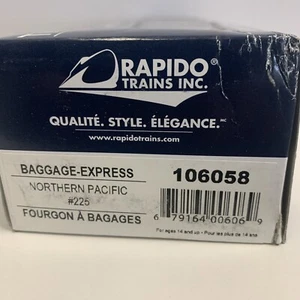 RAPIDO®
TRAINS INC.
QUALITÉ. STYLE. ÉLÉGANCE.
www.rapidotrains.com
BAGGAGE-EXPRESS
106058
NORTHERN PACIFIC
#225
FOURGON À BAGAGES
6 79164 00606 9
For ages 14 and up • Pour les plus de 14 ans